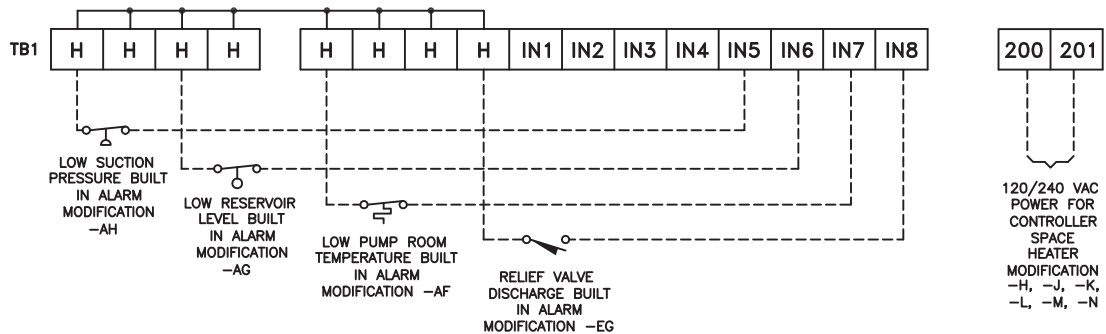 TB1 H H H H H H H H IN1 IN2 IN3 IN4 IN5 IN6 IN7 IN8 200 201
LOW SUCTION
PRESSURE BUILT
IN ALARM
MODIFICATION
-AH
LOW RESERVOIR
LEVEL BUILT
IN ALARM
MODIFICATION
-AG
LOW PUMP ROOM
TEMPERATURE BUILT
IN ALARM
MODIFICATION -AF
RELIEF VALVE
DISCHARGE BUILT
IN ALARM
MODIFICATION -EG
120/240 VAC
POWER FOR
CONTROLLER
SPACE
HEATER
MODIFICATION
-H, -J, -K,
-L, -M, -N